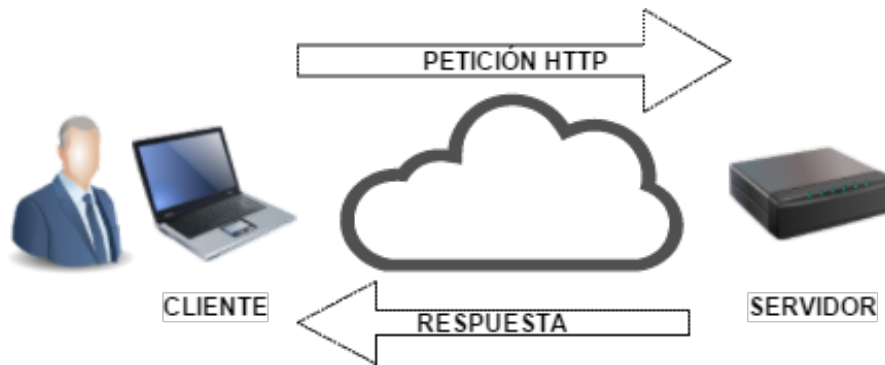 PETICIÓN HTTP
CLIENTE
SERVIDOR
RESPUESTA